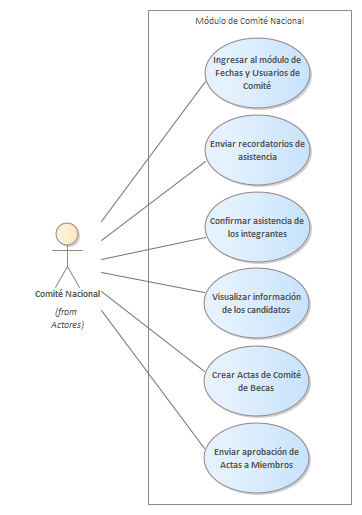 Módulo de Comité Nacional
Ingresar al módulo de
Fechas y Usuarios de
Comité
Enviar recordatorios de
asistencia
Confirmar asistencia de
los integrantes
Visualizar información
de los candidatos
Crear Actas de Comité
de Becas
Enviar aprobación de
Actas a Miembros
Comité Nacional
(from
Actores)